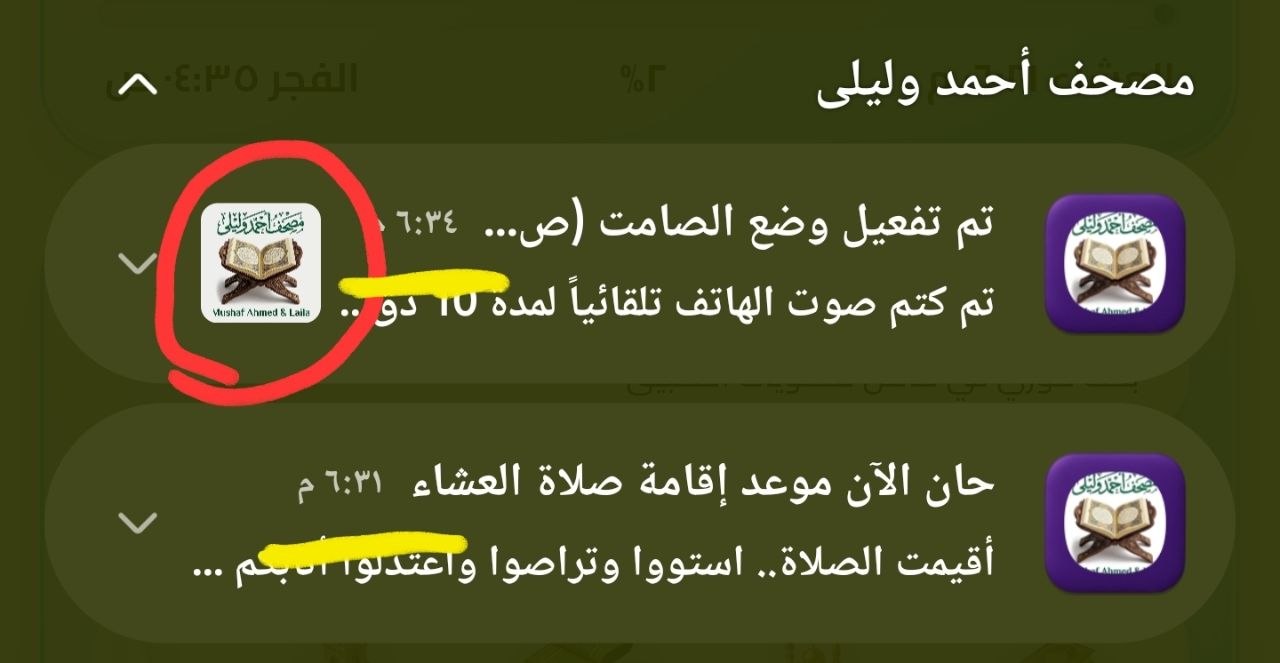 مصحف أحمد وليلى
الفجر ٠٤:٣٥ ص
٢%
تم تفعيل وضع الصامت (ص...
٦:٣٤
تم كتم صوت الهاتف تلقائياً لمدة 10 دق...
مصحف أحمد وليلى
Mushaf Ahmed & Laila
حان الآن موعد إقامة صلاة العشاء
٦:٣١ م
أقيمت الصلاة.. استووا وتراصوا واعتدلوا ...